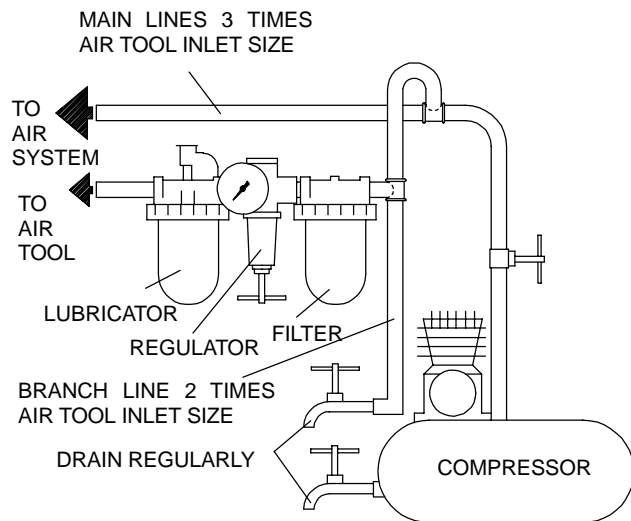 MAIN LINES 3 TIMES
AIR TOOL INLET SIZE
TO
AIR
SYSTEM
TO
AIR
TOOL
LUBRICATOR
REGULATOR
FILTER
BRANCH LINE 2 TIMES
AIR TOOL INLET SIZE
DRAIN REGULARLY
COMPRESSOR